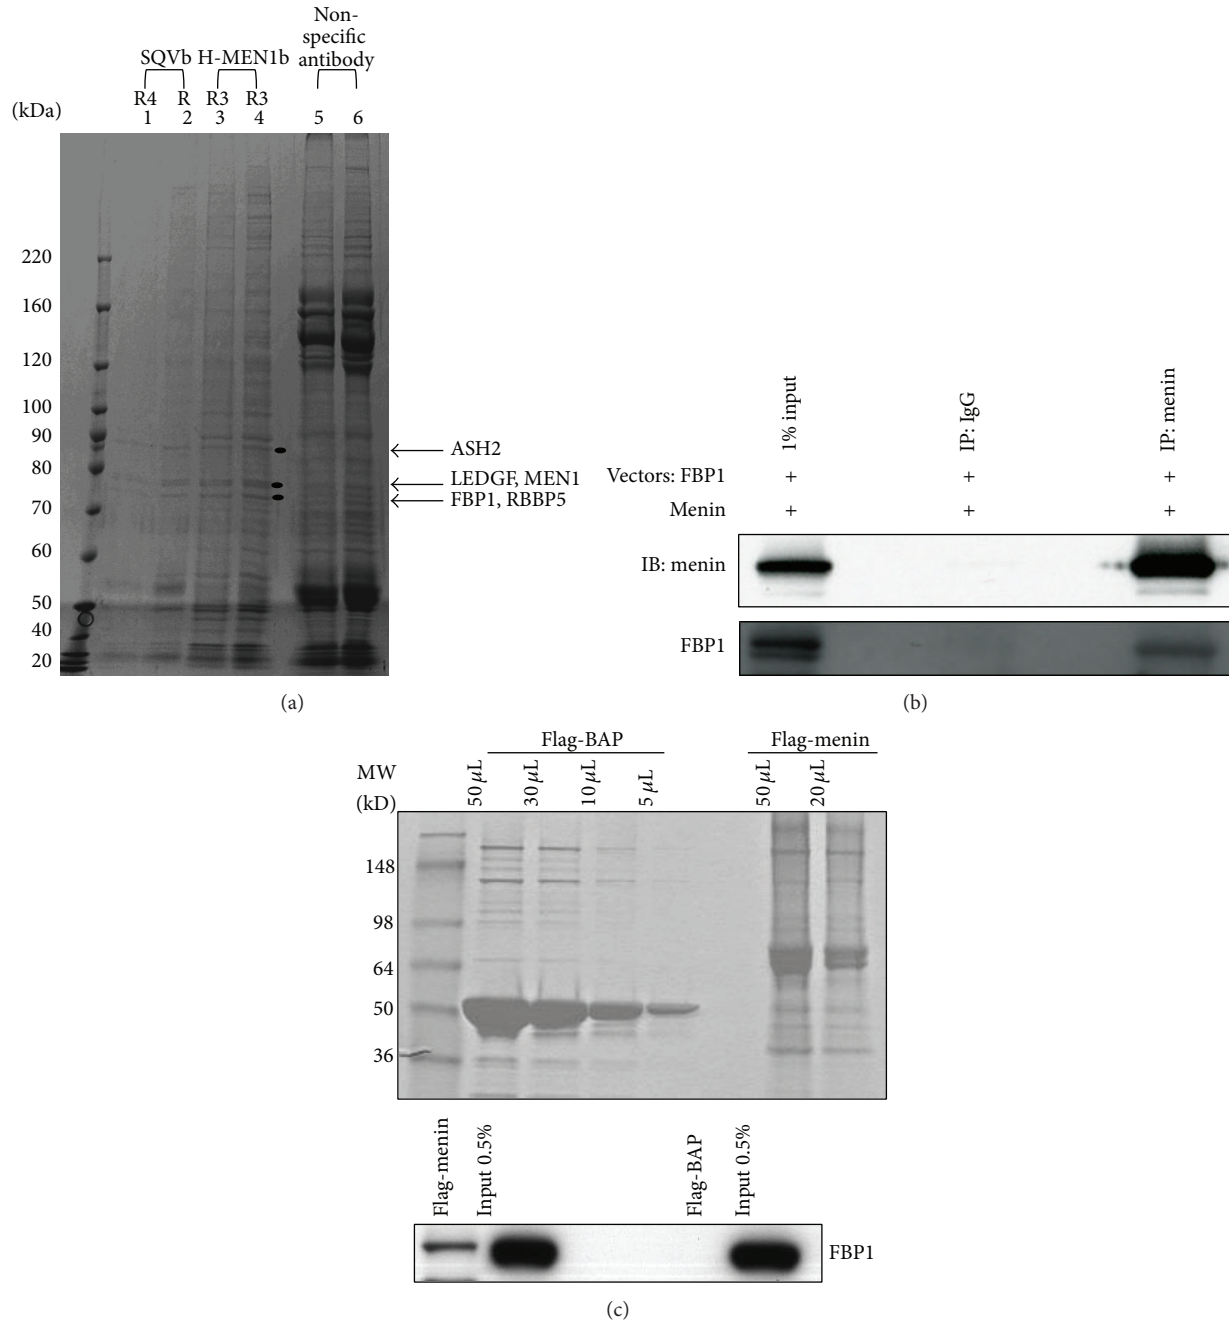 Non-
specific
antibody
SQVb H-MEN1b
R4 R R3 R3
(kDa) 1 2 3 4 5 6
220
160
120
100
90
80
70
60
50
40
20
ASH2
LEDGF, MEN1
FBP1, RBBP5
(a)
1% input
IP: IgG
IP: menin
Vectors: FBP1 + + +
Menin + + +
IB: menin
FBP1
(b)
Flag-BAP Flag-menin
MW
(kD)
50 μL 30 μL 10 μL 5 μL 50 μL 20 μL
148
98
64
50
36
Flag-menin
Input 0.5%
Flag-BAP
Input 0.5%
FBP1
(c)